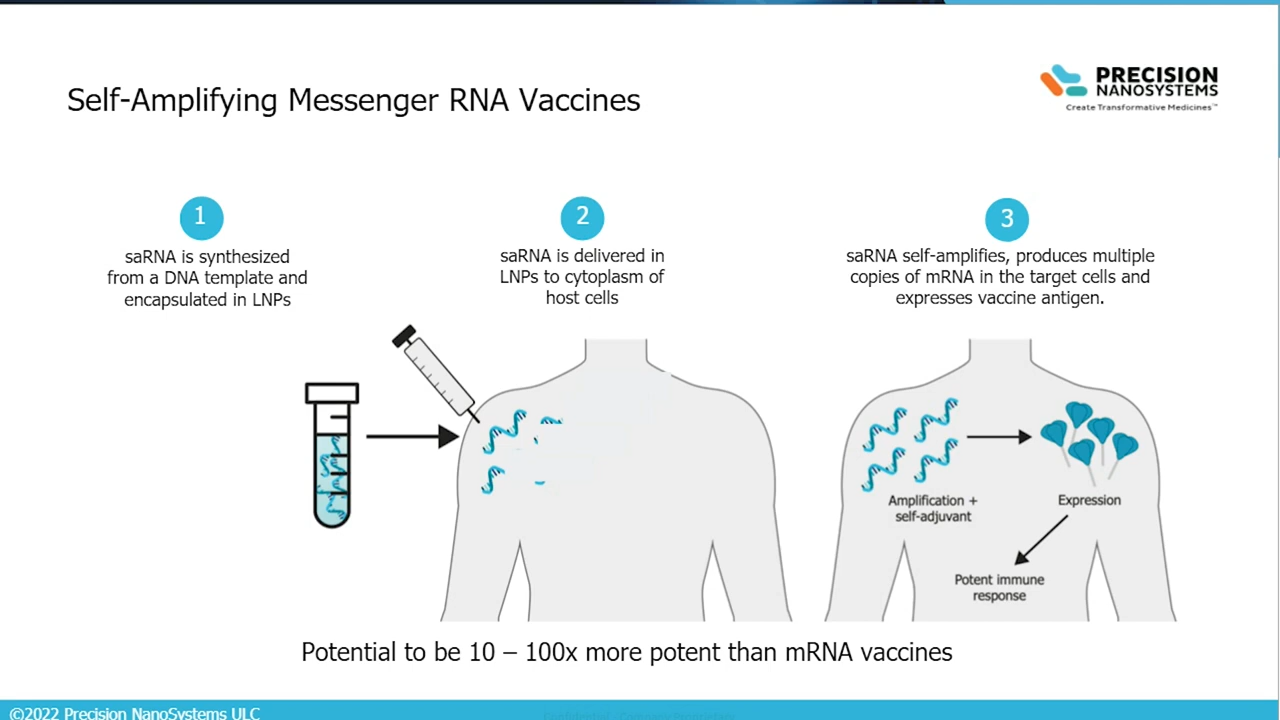 Self-Amplifying Messenger RNA Vaccines
PRECISION
NANOSYSTEMS
Create Transformative Medicines™
1
saRNA is synthesized
from a DNA template and
encapsulated in LNPs
2
saRNA is delivered in
LNPs to cytoplasm of
host cells
3
saRNA self-amplifies, produces multiple
copies of mRNA in the target cells and
expresses vaccine antigen.
Amplification +
self-adjuvant
Expression
Potent immune
response
Potential to be 10 – 100x more potent than mRNA vaccines
©2022 Precision NanoSystems ULC